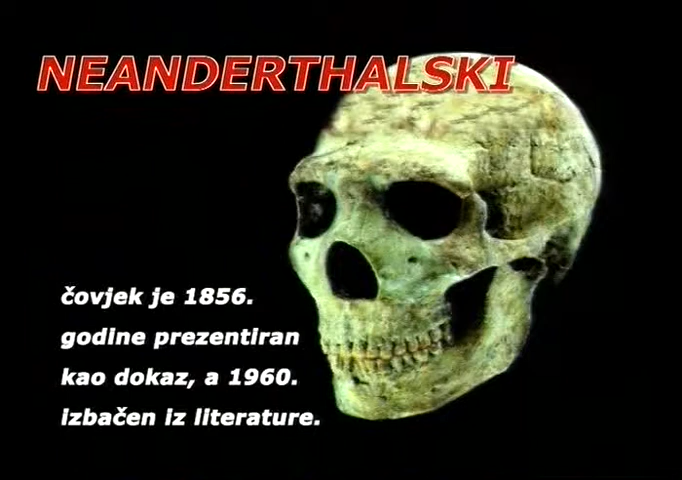 NEANDERTHALSKI
čovjek je 1856.
godine prezentiran
kao dokaz, a 1960.
izbačen iz literature.